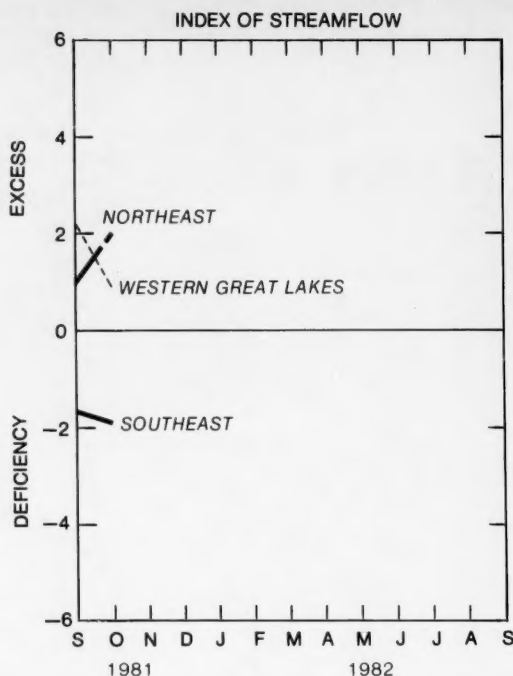 INDEX OF STREAMFLOW
6
EXCESS
4
NORTHEAST
2
WESTERN GREAT LAKES
0
SOUTHEAST
−2
DEFICIENCY
−4
−6
S O N D J F M A M J J A S
1981 1982